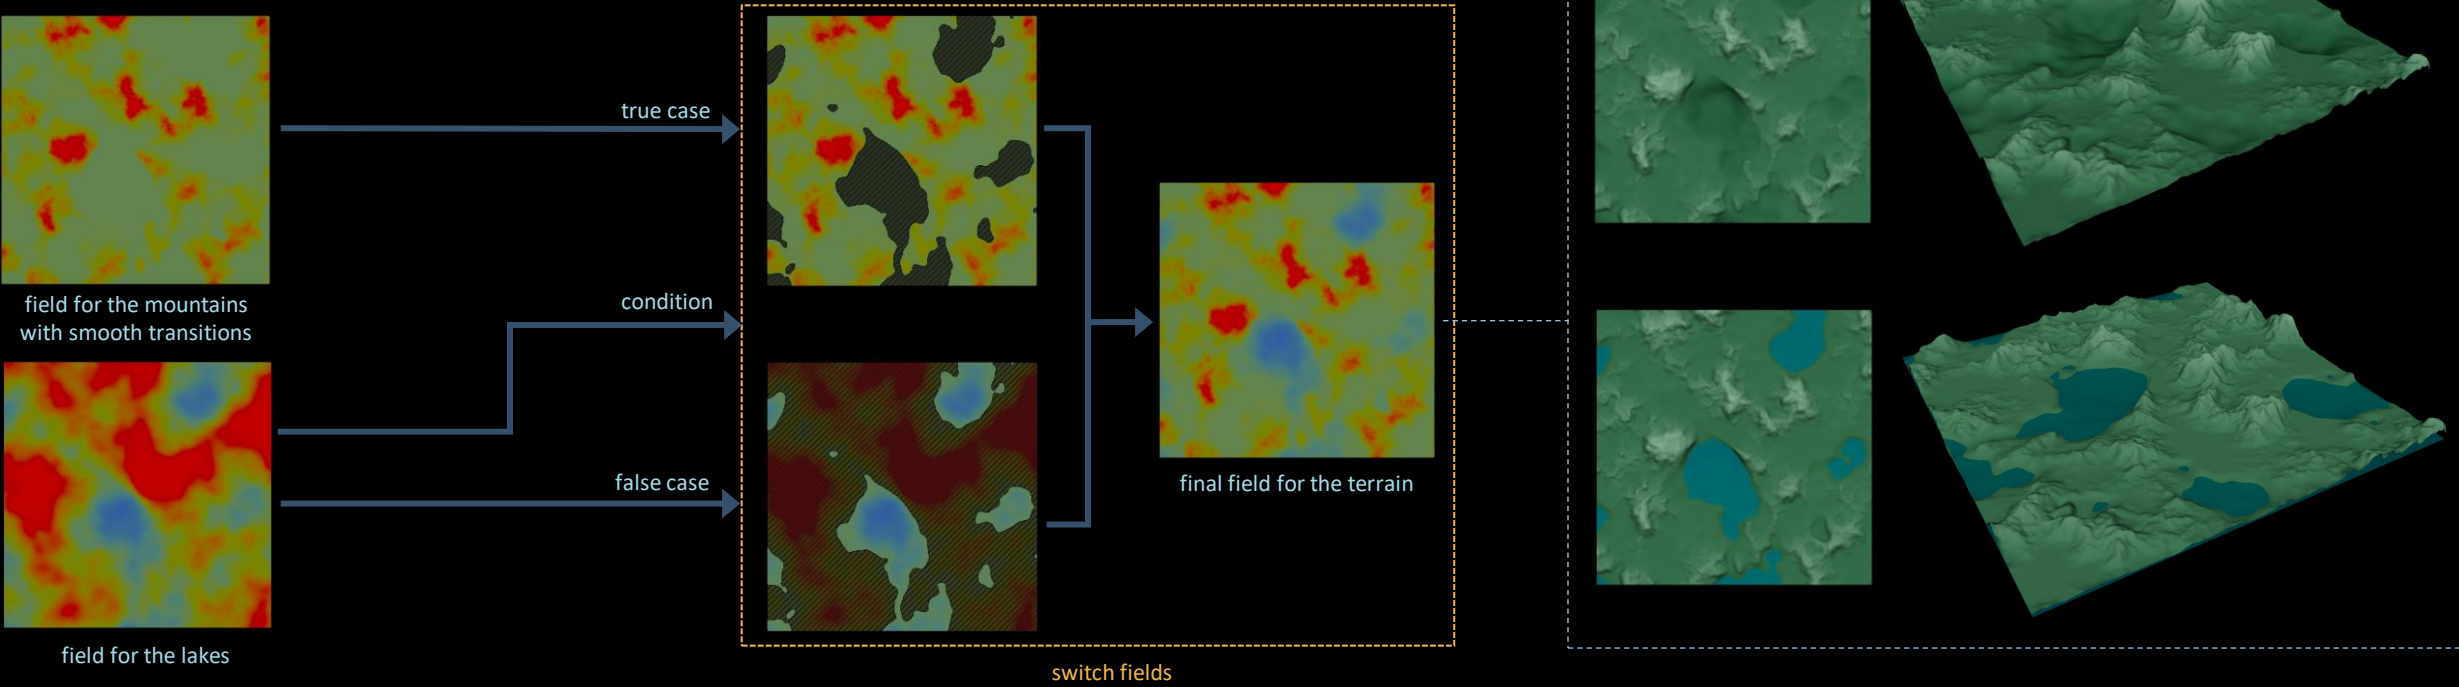 true case
field for the mountains
with smooth transitions
condition
false case
final field for the terrain
field for the lakes
switch fields